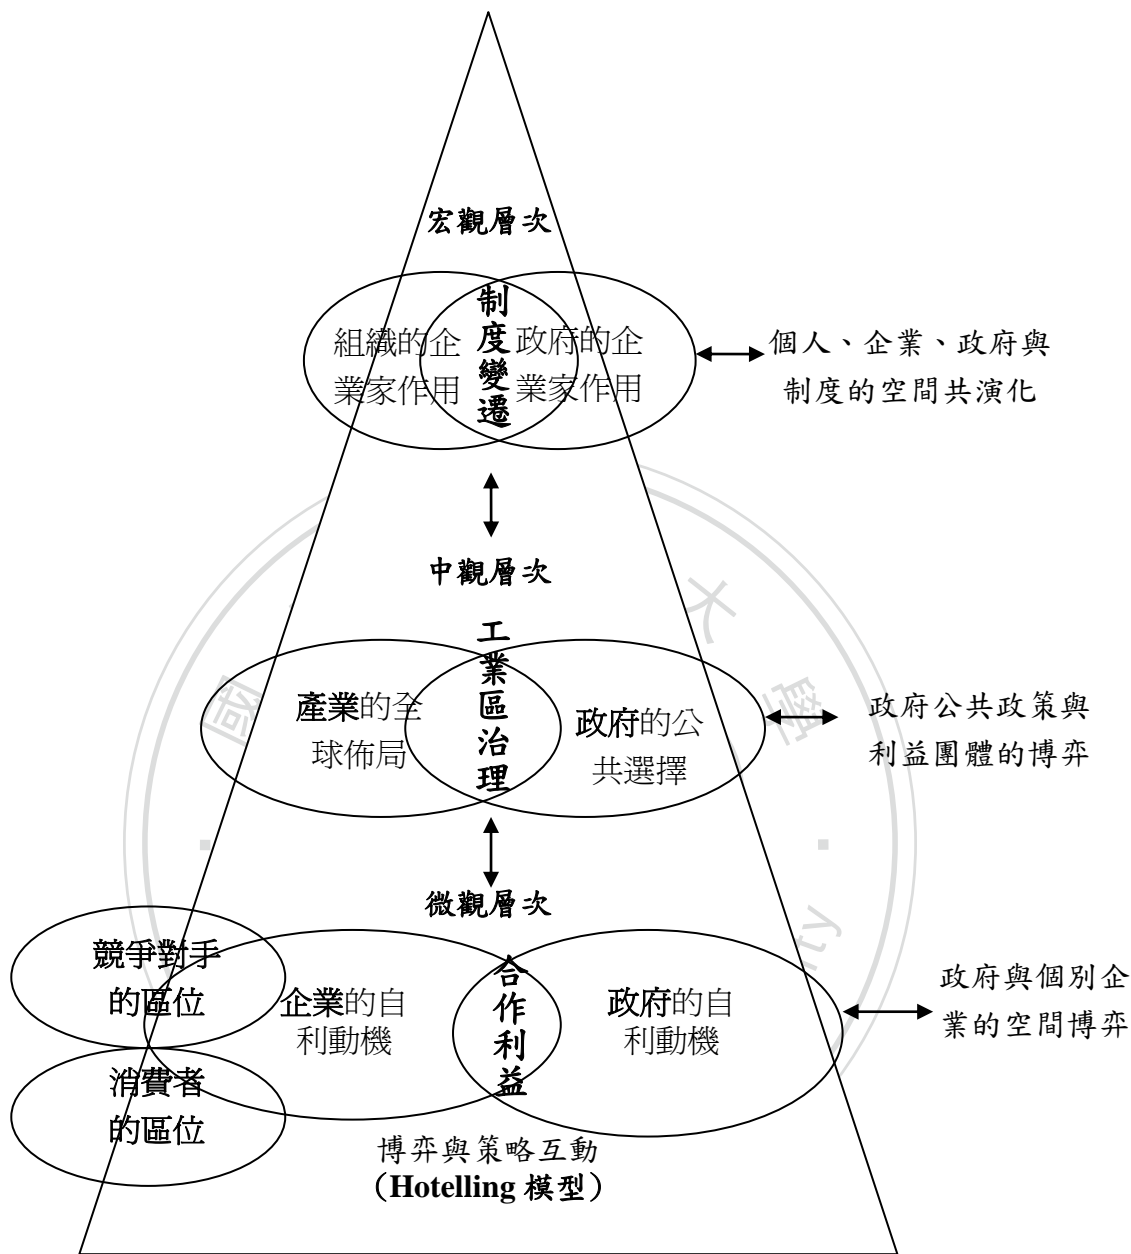 宏觀層次
制度變遷
組織的企
業家作用
政府的企
業家作用
個人、企業、政府與
制度的空間共演化
中觀層次
工業區治理
產業的全
球佈局
政府的公
共選擇
政府公共政策與
利益團體的博弈
微觀層次
競爭對手
的區位
消費者
的區位
企業的自
利動機
合作利益
政府的自
利動機
政府與個別企
業的空間博弈
博弈與策略互動
（Hotelling 模型）
國
大
學